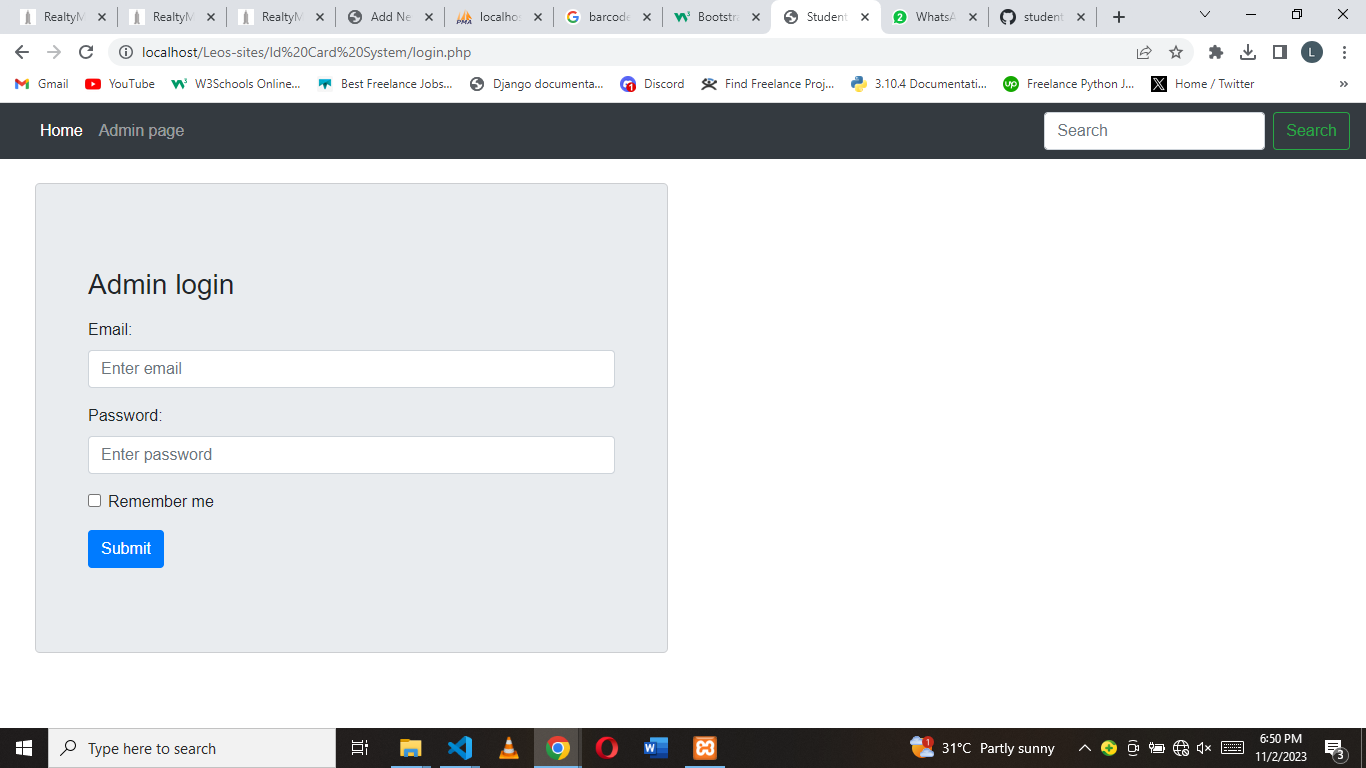 RealtyM
RealtyM
RealtyM
Add Ne
localhos
barcode
Bootstra
Student
WhatsA
student
localhost/Leos-sites/Id%20Card%20System/login.php
L
Gmail
YouTube
W3Schools Online...
Best Freelance Jobs...
Django documenta...
Discord
Find Freelance Proj...
3.10.4 Documentati...
Freelance Python J...
Home / Twitter
»
Home
Admin page
Search
Search
Admin login
Email:
Enter email
Password:
Enter password
Remember me
Submit
Type here to search
31°C Partly sunny
6:50 PM
11/2/2023
3